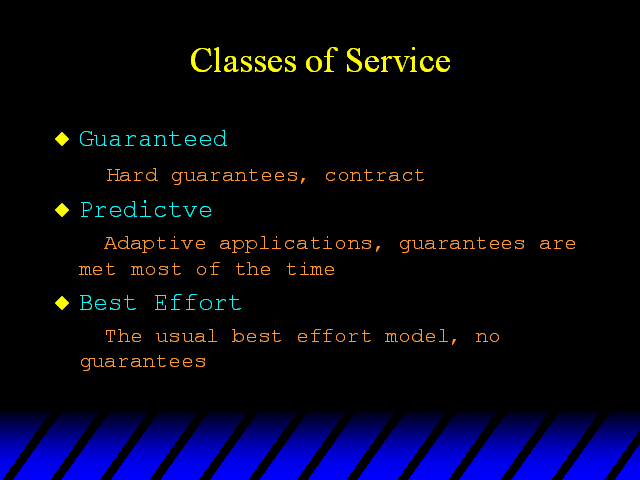 Classes of Service
Guaranteed
Hard guarantees, contract
Predictve
Adaptive applications, guarantees are
met most of the time
Best Effort
The usual best effort model, no
guarantees